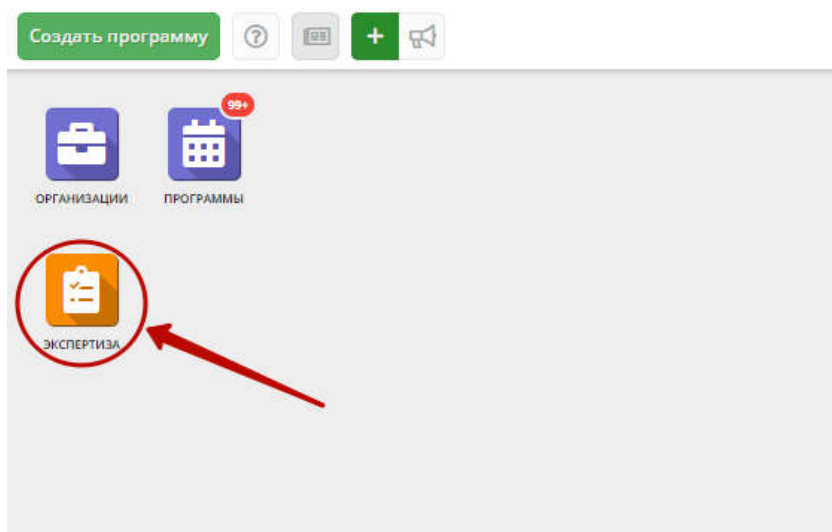 Создать программу
99+
ОРГАНИЗАЦИИ
ПРОГРАММЫ
ЭКСПЕРТИЗА